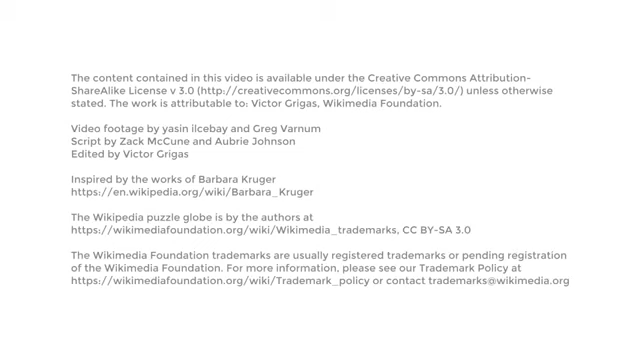 The content contained in this video is available under the Creative Commons Attribution-
ShareAlike License v 3.0 (http://creativecommons.org/licenses/by-sa/3.0/) unless otherwise
stated. The work is attributable to: Victor Grigas, Wikimedia Foundation.
Video footage by yasin ilcebay and Greg Varnum
Script by Zack McCune and Aubrie Johnson
Edited by Victor Grigas
Inspired by the works of Barbara Kruger
https://en.wikipedia.org/wiki/Barbara_Kruger
The Wikipedia puzzle globe is by the authors at
https://wikimediafoundation.org/wiki/Wikimedia_trademarks, CC BY-SA 3.0
The Wikimedia Foundation trademarks are usually registered trademarks or pending registration
of the Wikimedia Foundation. For more information, please see our Trademark Policy at
https://wikimediafoundation.org/wiki/Trademark_policy or contact trademarks@wikimedia.org